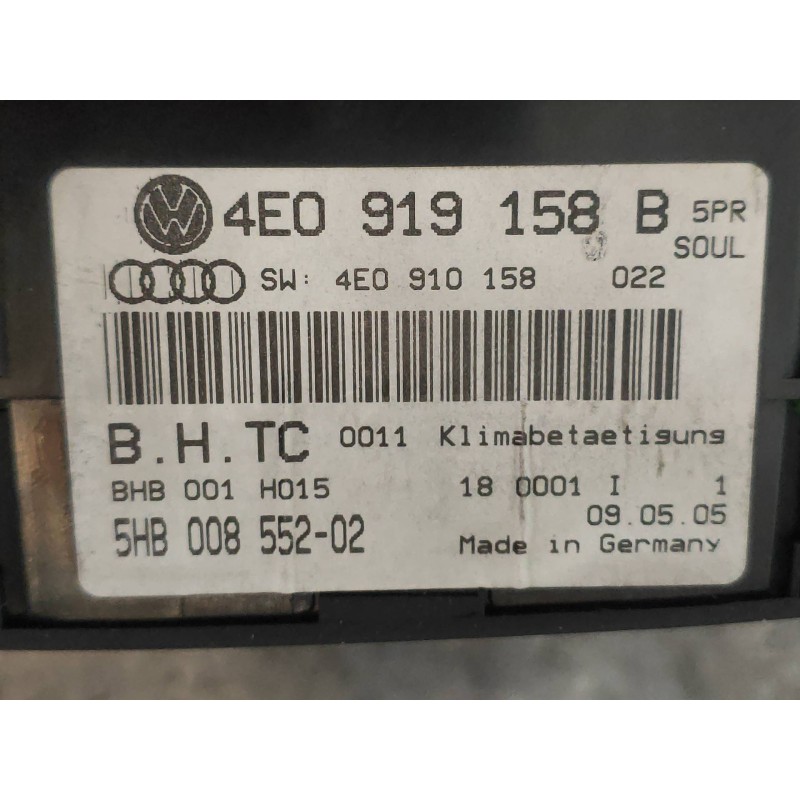 4E0 919 158 B 5PR
SOUL
SW: 4E0 910 158 022
B.H.TC 0011 Klimabetaetigung
BHB 001 H015 18 0001 I 1
09.05.05
5HB 008 552-02 Made in Germany